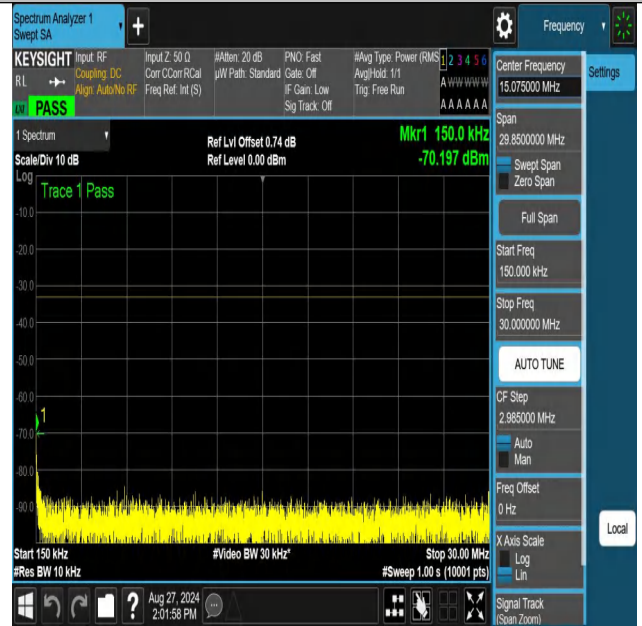 Spectrum Analyzer 1
Swept SA
+
Frequency
KEYSIGHT
RL
PASS
Input: RF
Coupling: DC
Align: Auto/No RF
Input Z: 50 Ω
Corr CCorr RCal
Freq Ref: Int (S)
#Atten: 20 dB
µW Path: Standard
PNO: Fast
Gate: Off
IF Gain: Low
Sig Track: Off
#Avg Type: Power (RMS
Avg|Hold: 1/1
Trig: Free Run
1 2 3 4 5 6
A W W W W W
A A A A A A
1 Spectrum
Scale/Div 10 dB
Ref Lvl Offset 0.74 dB
Ref Level 0.00 dBm
Mkr1 150.0 kHz
-70.197 dBm
Log
Trace 1 Pass
-10.0
-20.0
-30.0
-40.0
-50.0
-60.0
1
-70.0
-80.0
-90.0
Start 150 kHz
#Video BW 30 kHz*
Stop 30.00 MHz
#Res BW 10 kHz
#Sweep 1.00 s (10001 pts)
?
Aug 27, 2024
2:01:58 PM
Center Frequency
15.075000 MHz
Settings
Span
29.8500000 MHz
Swept Span
Zero Span
Full Span
Start Freq
150.000 kHz
Stop Freq
30.000000 MHz
AUTO TUNE
CF Step
2.985000 MHz
Auto
Man
Freq Offset
0 Hz
X Axis Scale
Log
Lin
Local
Signal Track
(Span Zoom)